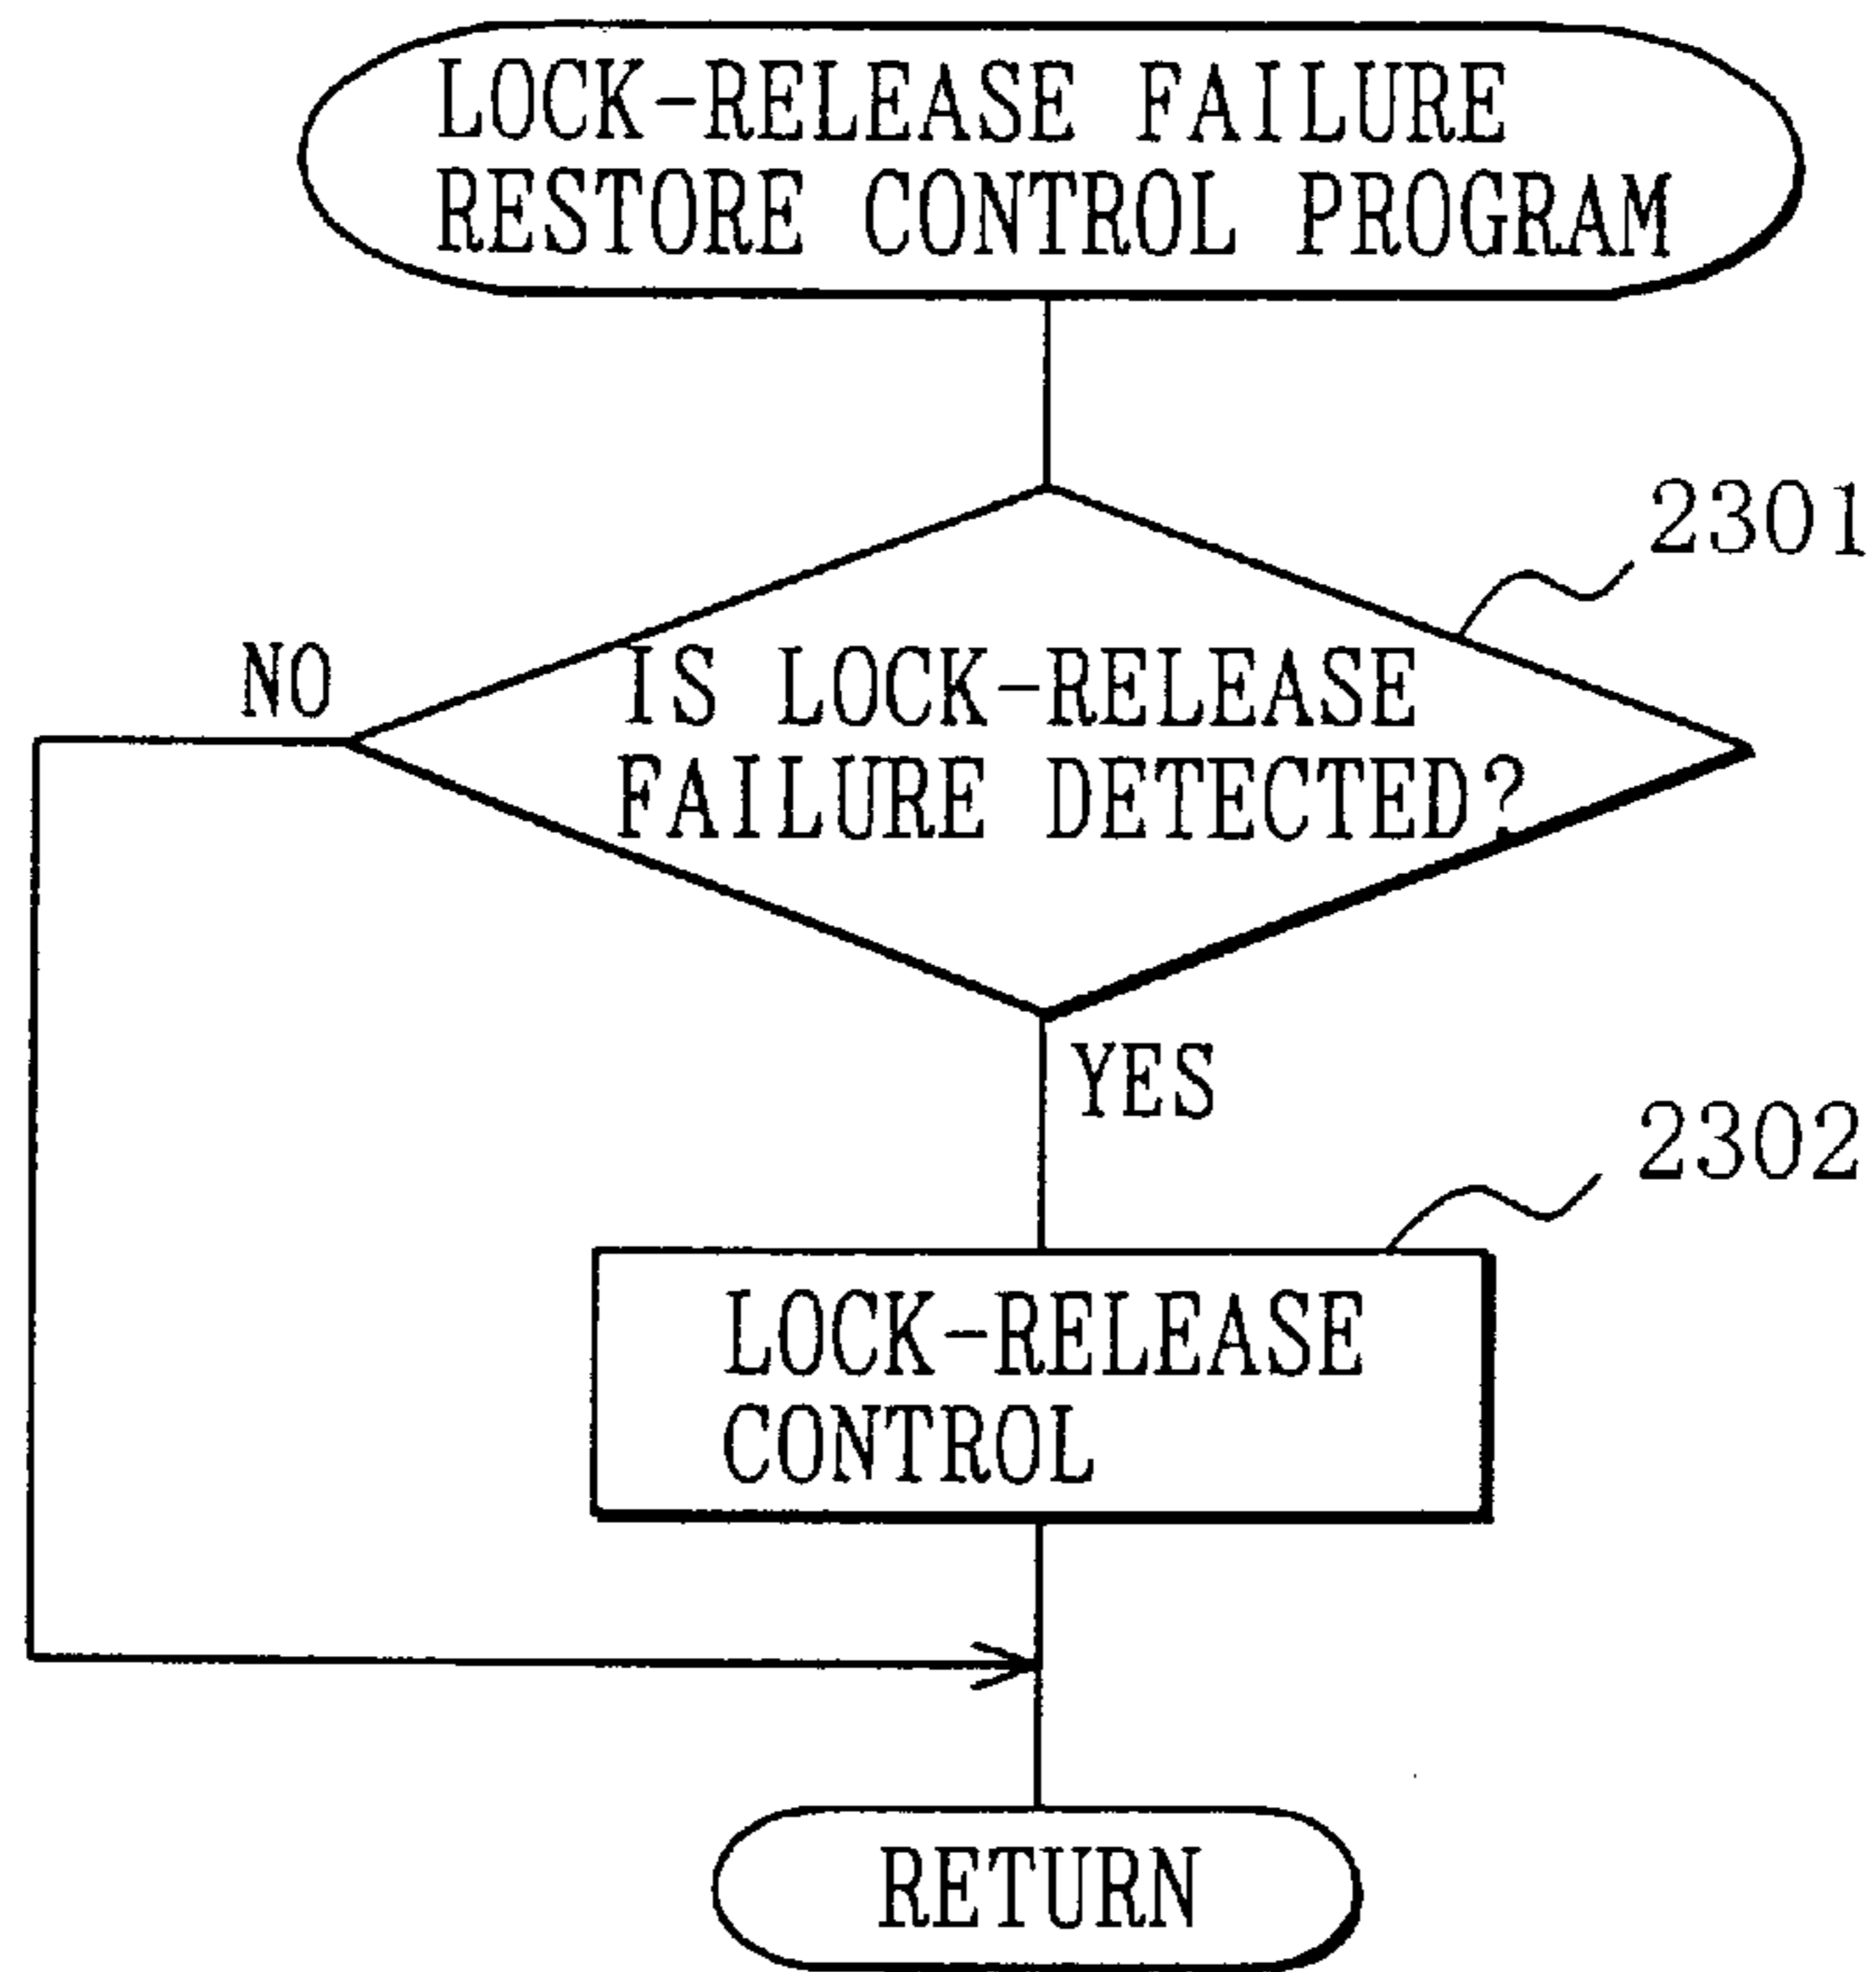 LOCK-RELEASE FAILURE
RESTORE CONTROL PROGRAM
2301
NO
IS LOCK-RELEASE
FAILURE DETECTED?
YES
2302
LOCK-RELEASE
CONTROL
RETURN